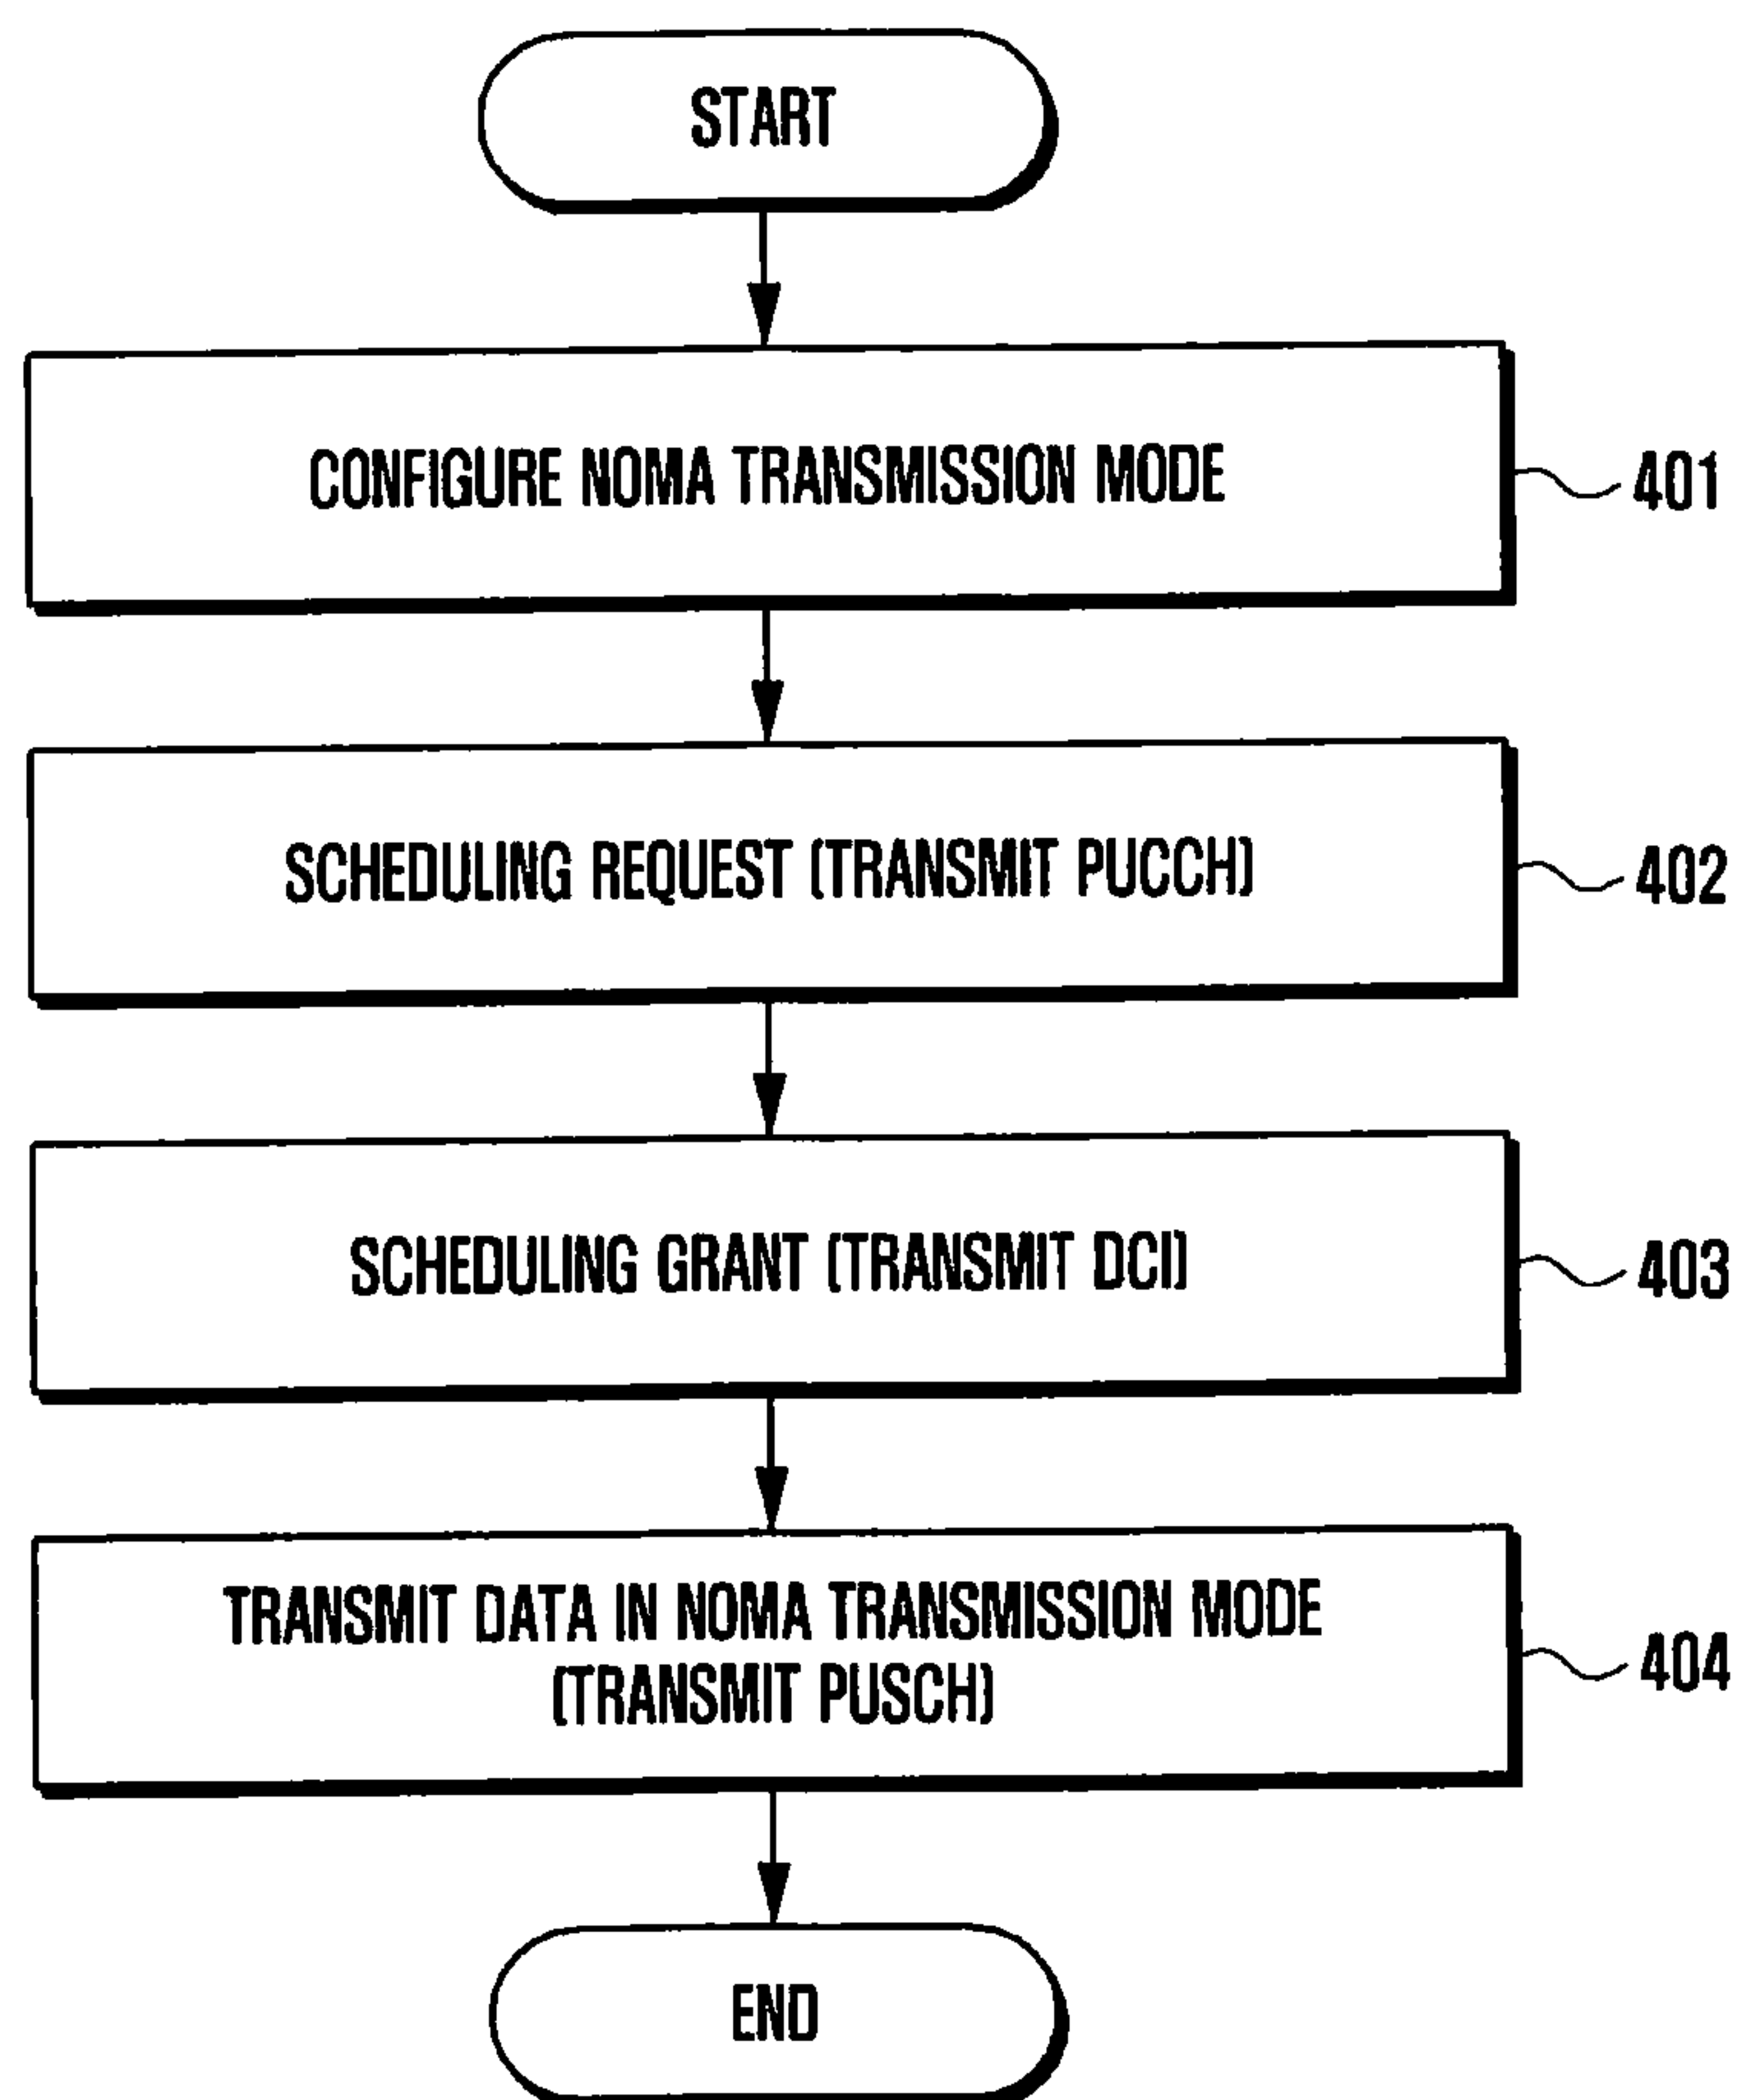 START
CONFIGURE NOMA TRANSMISSION MODE
401
SCHEDULING REQUEST (TRANSMIT PUCCH)
402
SCHEDULING GRANT (TRANSMIT DCI)
403
TRANSMIT DATA IN NOMA TRANSMISSION MODE
(TRANSMIT PUSCH)
404
END